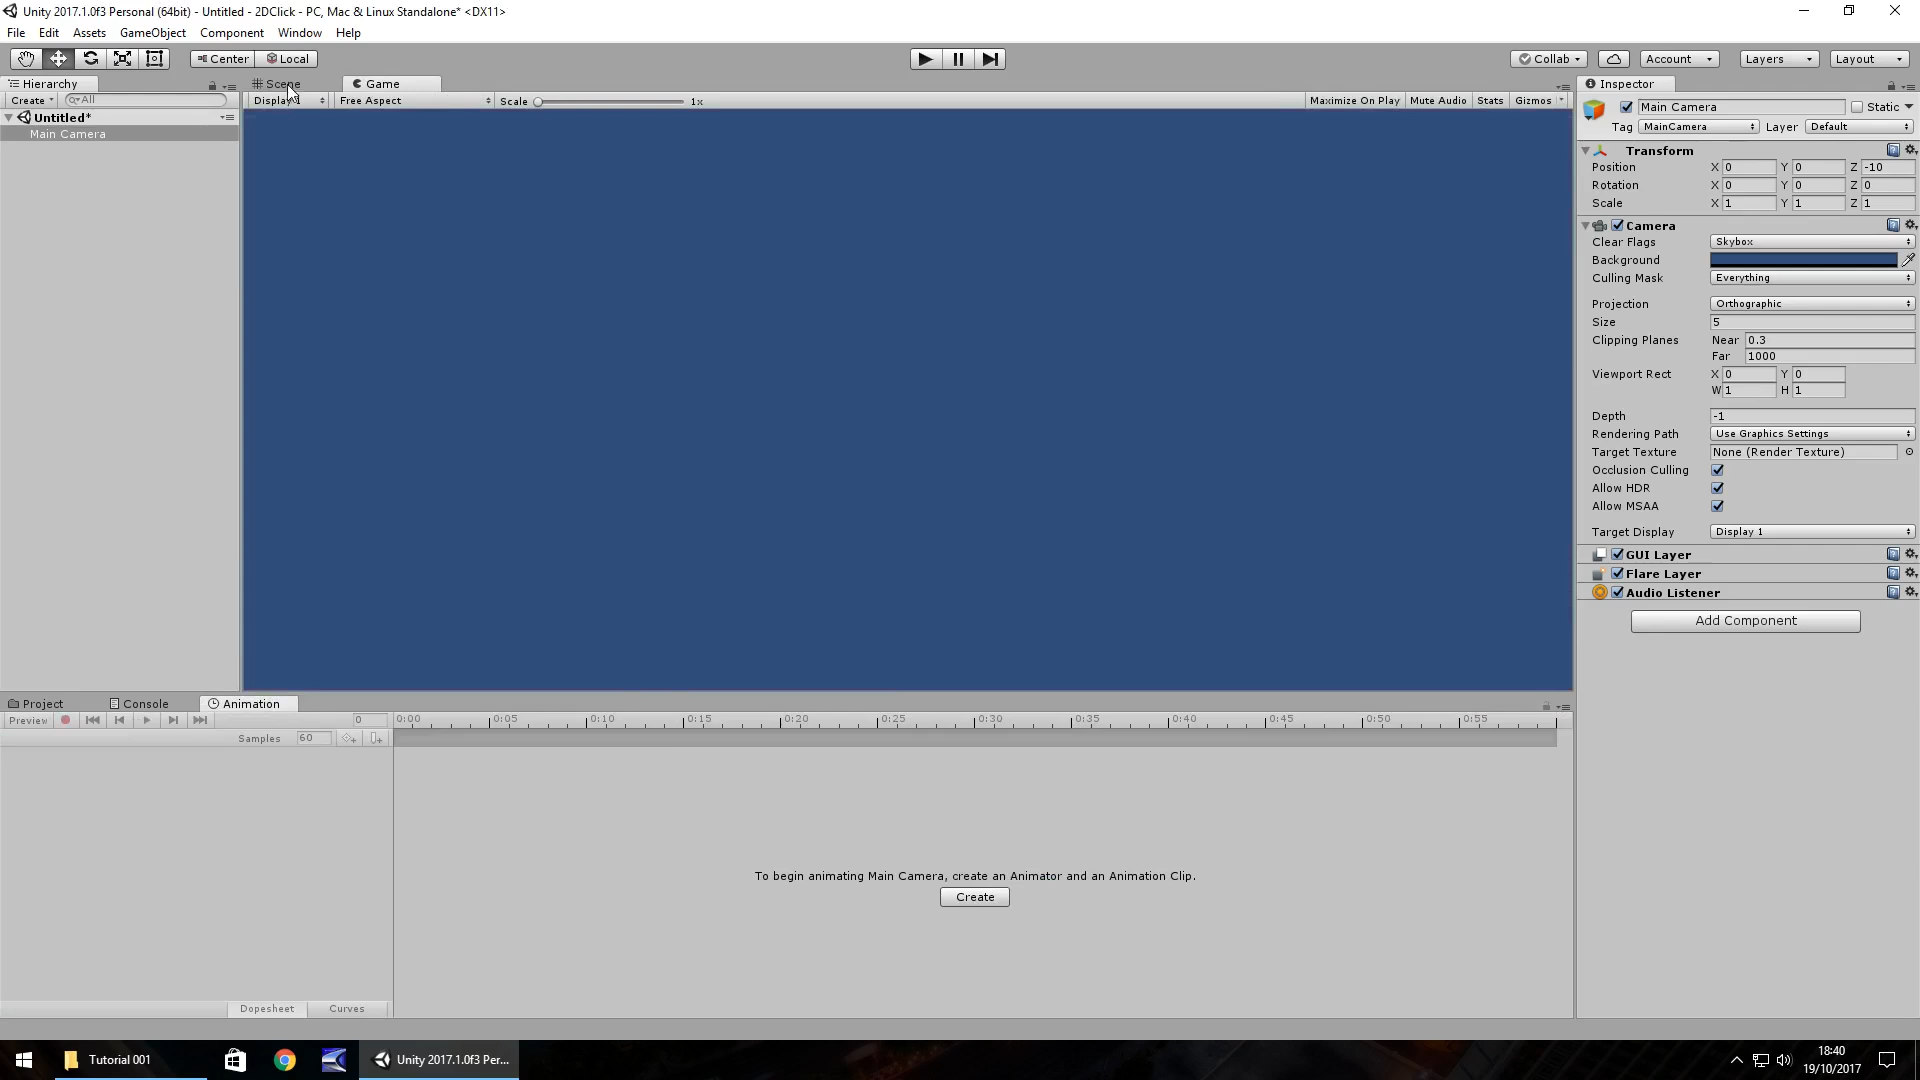 Unity 2017.1.0f3 Personal (64bit) - Untitled - 2DClick - PC, Mac & Linux Standalone* <DX11>
File Edit Assets GameObject Component Window Help
Center Local Collab Account Layers Layout
Hierarchy Scene Game Inspector
Create All Display 1 Free Aspect Scale 1x Maximize On Play Mute Audio Stats Gizmos
Untitled*
Main Camera
Main Camera Static
Tag MainCamera Layer Default
Transform
Position X 0 Y 0 Z -10
Rotation X 0 Y 0 Z 0
Scale X 1 Y 1 Z 1
Camera
Clear Flags Skybox
Background
Culling Mask Everything
Projection Orthographic
Size 5
Clipping Planes Near 0.3
Far 1000
Viewport Rect X 0 Y 0
W 1 H 1
Depth -1
Rendering Path Use Graphics Settings
Target Texture None (Render Texture)
Occlusion Culling
Allow HDR
Allow MSAA
Target Display Display 1
GUI Layer
Flare Layer
Audio Listener
Add Component
Project Console Animation
Preview 0 0:00 0:05 0:10 0:15 0:20 0:25 0:30 0:35 0:40 0:45 0:50 0:55
Samples 60
To begin animating Main Camera, create an Animator and an Animation Clip.
Create
Dopesheet Curves
Tutorial 001 Unity 2017.1.0f3 Per...
18:40
19/10/2017